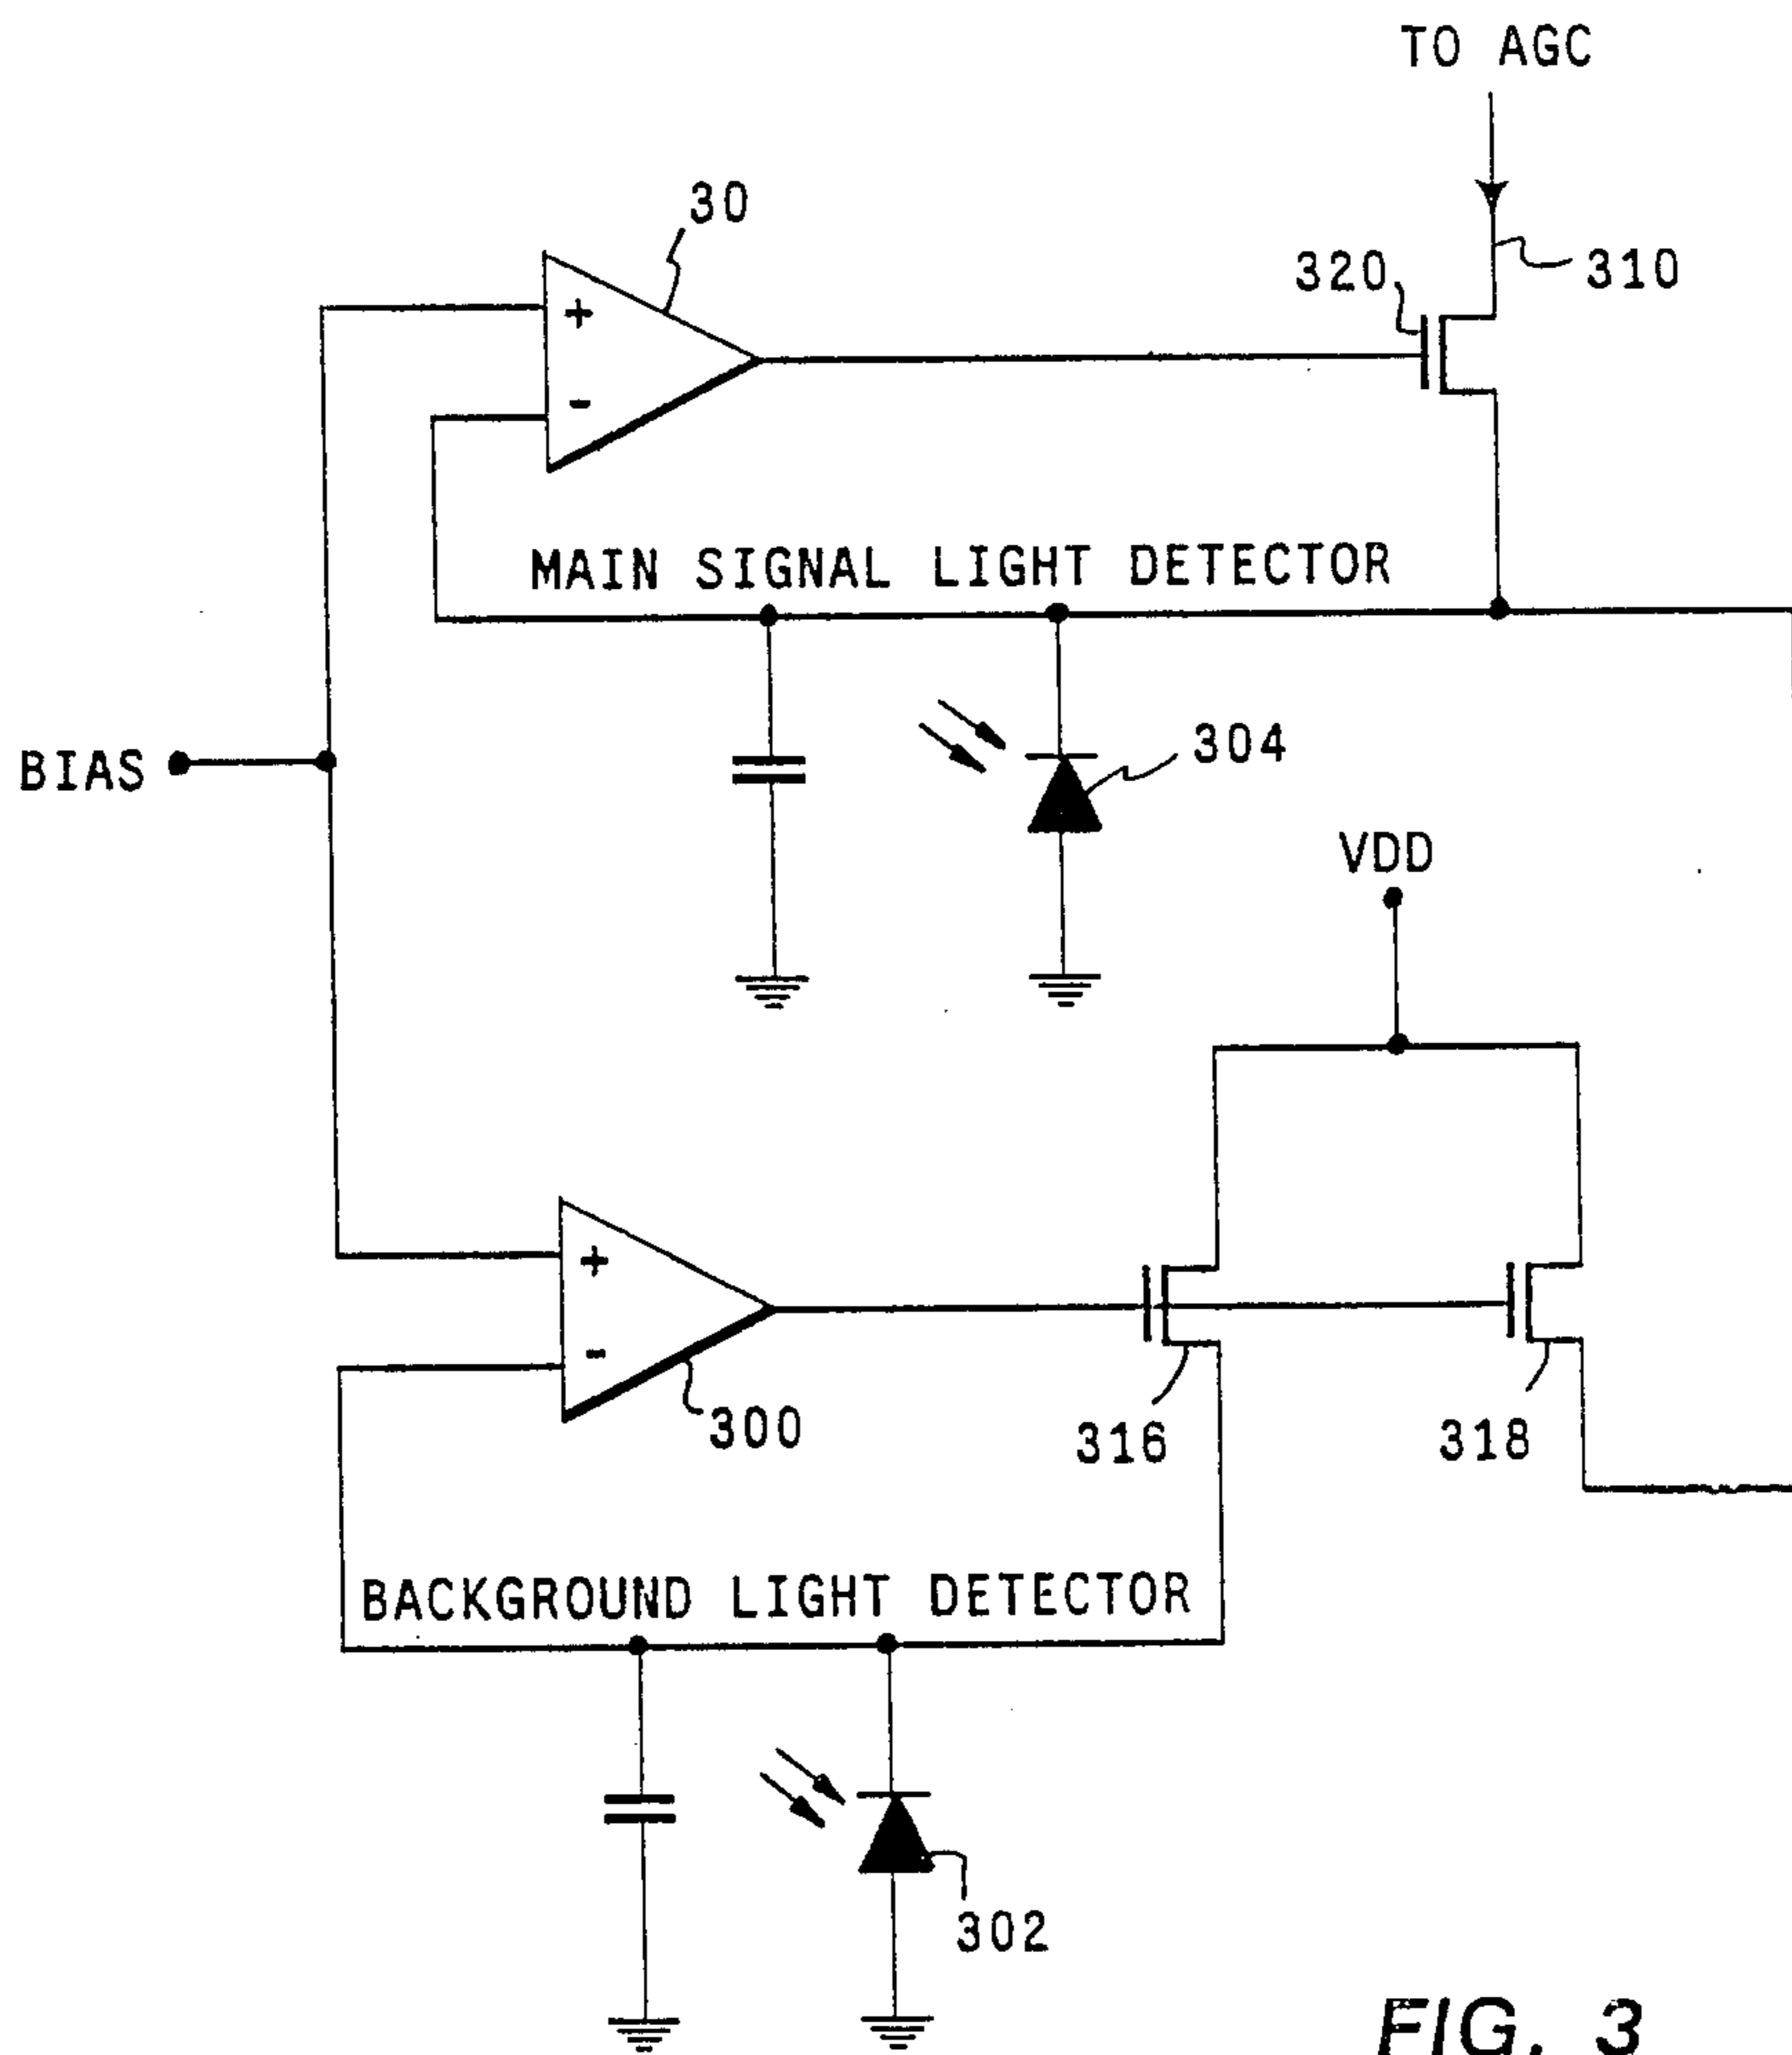 TO AGC
30
320
310
+
-
MAIN SIGNAL LIGHT DETECTOR
BIAS
304
VDD
+
-
300
316
318
BACKGROUND LIGHT DETECTOR
302
FIG. 3